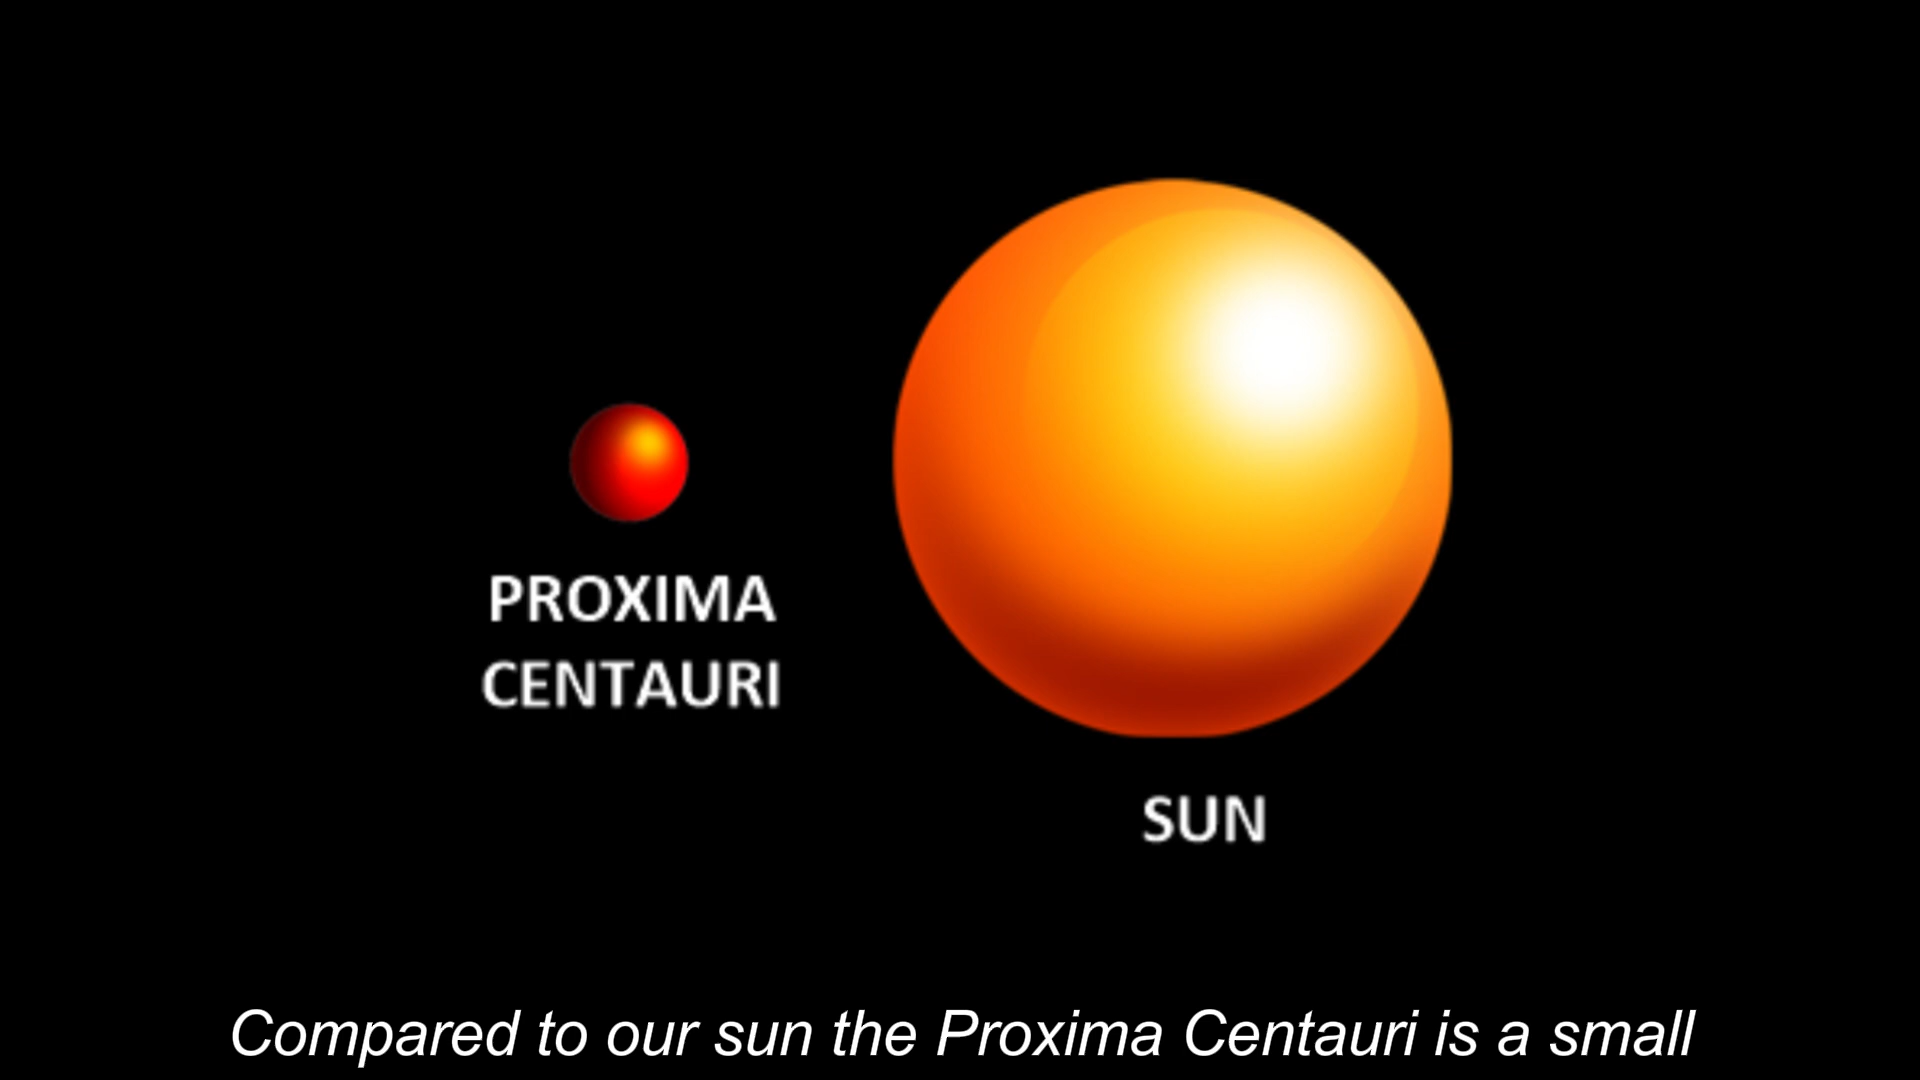 PROXIMA
CENTAURI
SUN
Compared to our sun the Proxima Centauri is a small